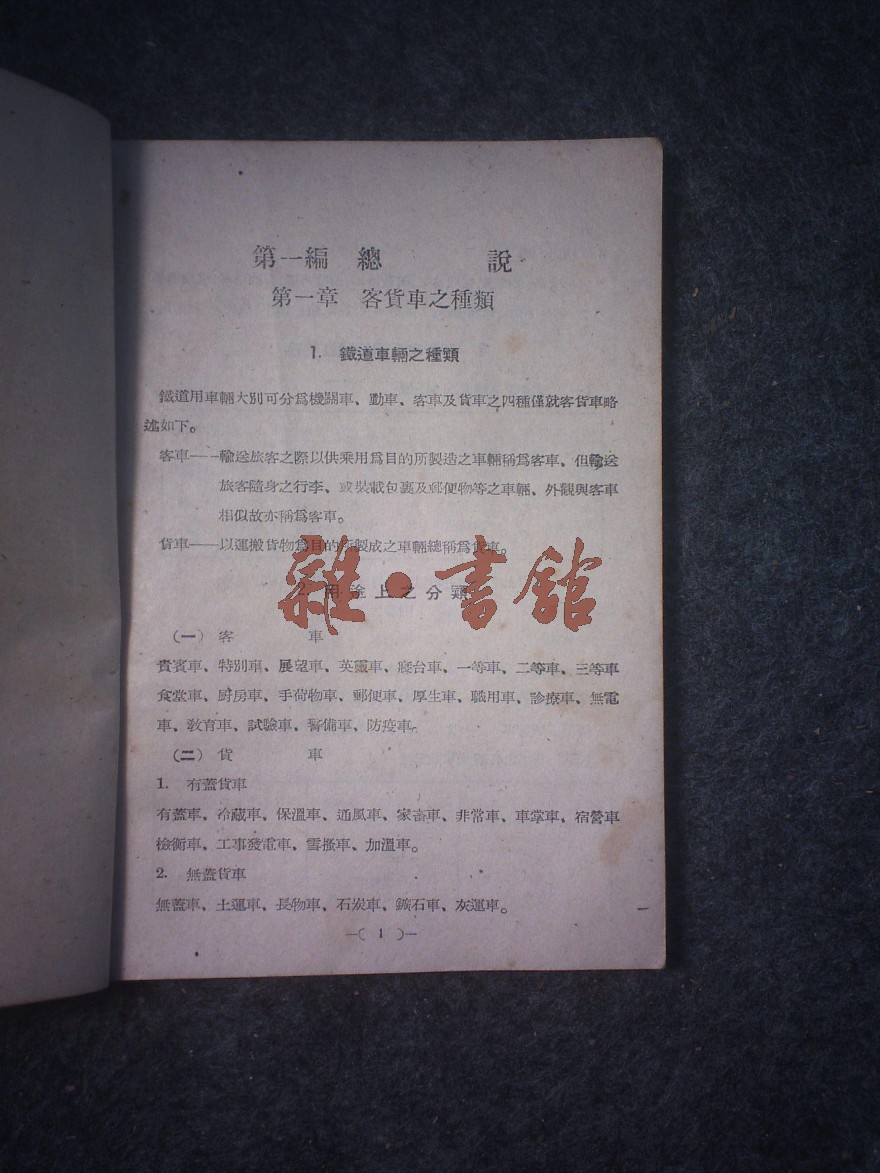 第一編 總 說
第一章 客貨車之種類
1. 鐵道車輛之種類
鐵道用車輛大別可分爲機關車、動車、客車及貨車之四種僅就客貨車略
述如下。
客車——輸送旅客之際以供乘用爲目的所製造之車輛稱爲客車、但輸送
旅客隨身之行李、或裝載包裹及郵便物等之車輛、外觀與客車
相似故亦稱爲客車。
貨車——以運搬貨物爲目的所製成之車輛總稱爲貨車。
雜·書館
2. 用途上之分類
(一) 客 車
貴賓車、特別車、展望車、英靈車、寢台車、一等車、二等車、三等車
食堂車、厨房車、手荷物車、郵便車、厚生車、職用車、診療車、無電
車、敎育車、試驗車、警備車、防疫車。
(二) 貨 車
1. 有蓋貨車
有蓋車、冷藏車、保溫車、通風車、家畜車、非常車、車掌車、宿營車
檢衡車、工事發電車、雪搔車、加溫車。
2. 無蓋貨車
無蓋車、土運車、長物車、石炭車、鑛石車、灰運車。
—( 1 )—